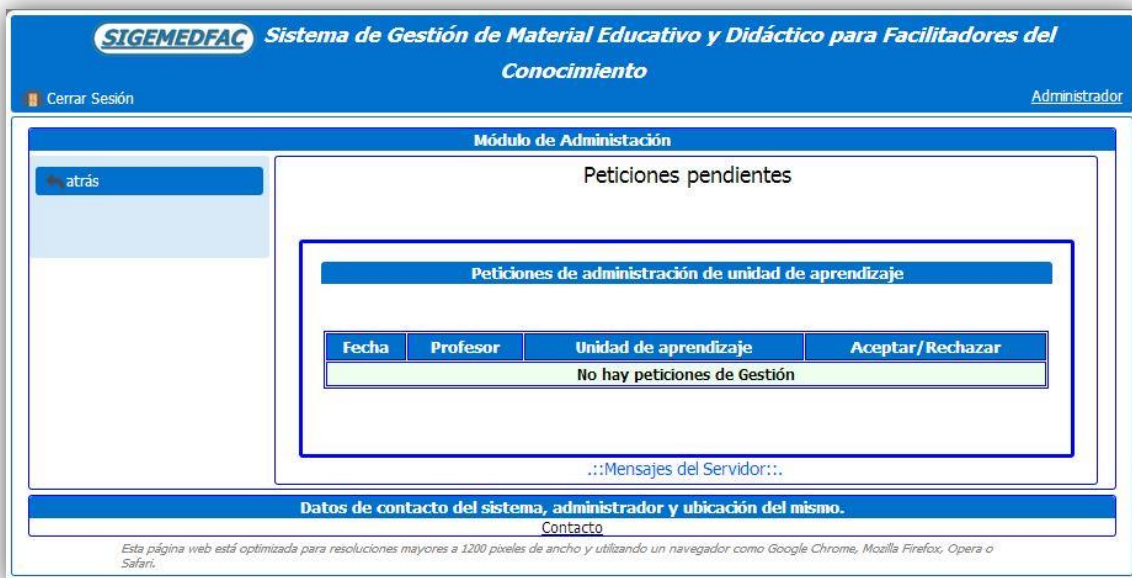 SIGEMEDFAC Sistema de Gestión de Material Educativo y Didáctico para Facilitadores del
Conocimiento
Cerrar Sesión
Administrador
Módulo de Administación
atrás
Peticiones pendientes
Peticiones de administración de unidad de aprendizaje
Fecha Profesor Unidad de aprendizaje Aceptar/Rechazar
No hay peticiones de Gestión
.::Mensajes del Servidor::.
Datos de contacto del sistema, administrador y ubicación del mismo.
Contacto
Esta página web está optimizada para resoluciones mayores a 1200 pixeles de ancho y utilizando un navegador como Google Chrome, Mozilla Firefox, Opera o
Safari.